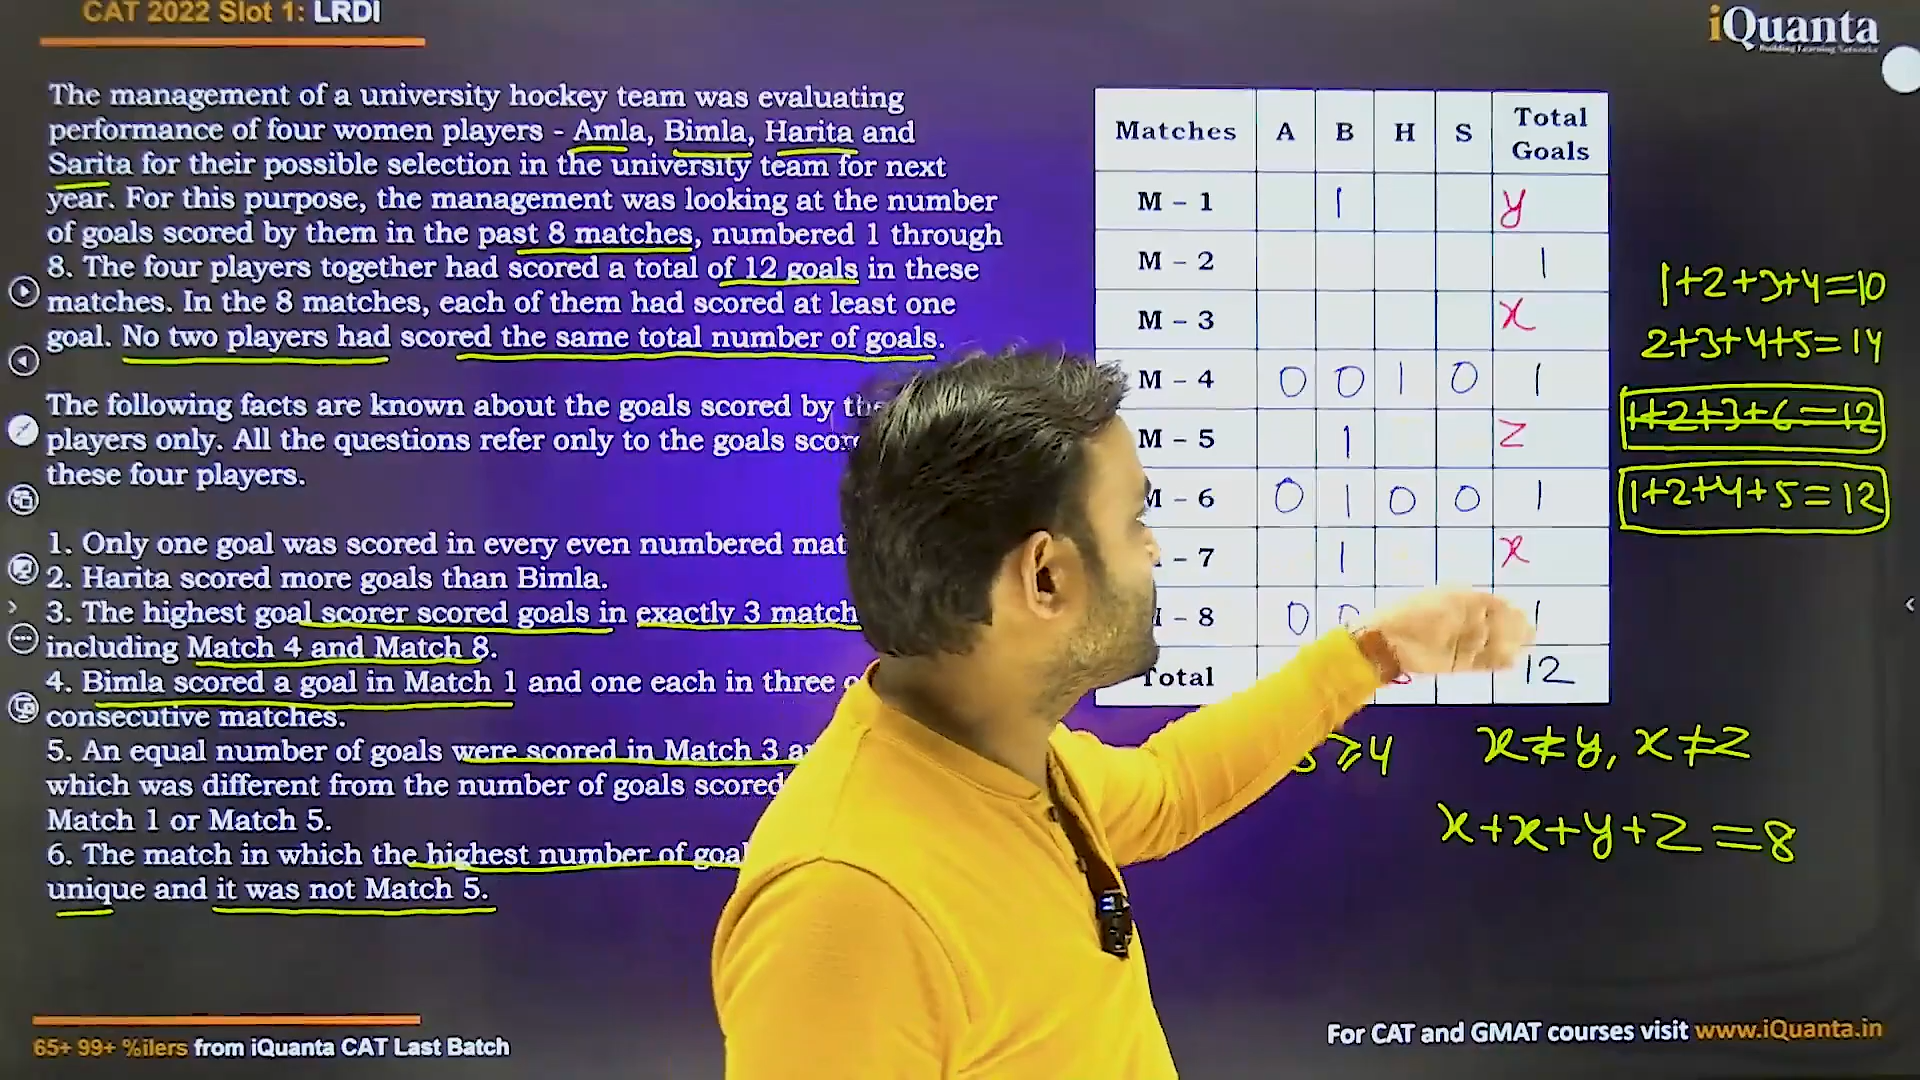 CAT 2022 Slot 1: LRDI
iQuanta
Building Learning Networks
The management of a university hockey team was evaluating
performance of four women players - Amla, Bimla, Harita and
Sarita for their possible selection in the university team for next
year. For this purpose, the management was looking at the number
of goals scored by them in the past 8 matches, numbered 1 through
8. The four players together had scored a total of 12 goals in these
matches. In the 8 matches, each of them had scored at least one
goal. No two players had scored the same total number of goals.
The following facts are known about the goals scored by
players only. All the questions refer only to the goals
these four players.
1. Only one goal was scored in every even numbered
2. Harita scored more goals than Bimla.
3. The highest goal scorer scored goals in exactly 3
including Match 4 and Match 8.
4. Bimla scored a goal in Match 1 and one each in three
consecutive matches.
5. An equal number of goals were scored in Match 3
which was different from the number of goals scored
Match 1 or Match 5.
6. The match in which the highest number of
unique and it was not Match 5.
Matches A B H S Total Goals
M - 1 1 y
M - 2 1
M - 3 x
M - 4 0 0 1 0 1
M - 5 1 z
- 6 0 1 0 0 1
- 7 1 x
- 8 0 1
Total 12
1+2+3+4=10
2+3+4+5=14
1+2+3+6=12
1+2+4+5=12
≥4 x≠y, x≠z
x+x+y+z=8
65+ 99+ %ilers from iQuanta CAT Last Batch
For CAT and GMAT courses visit www.iQuanta.in